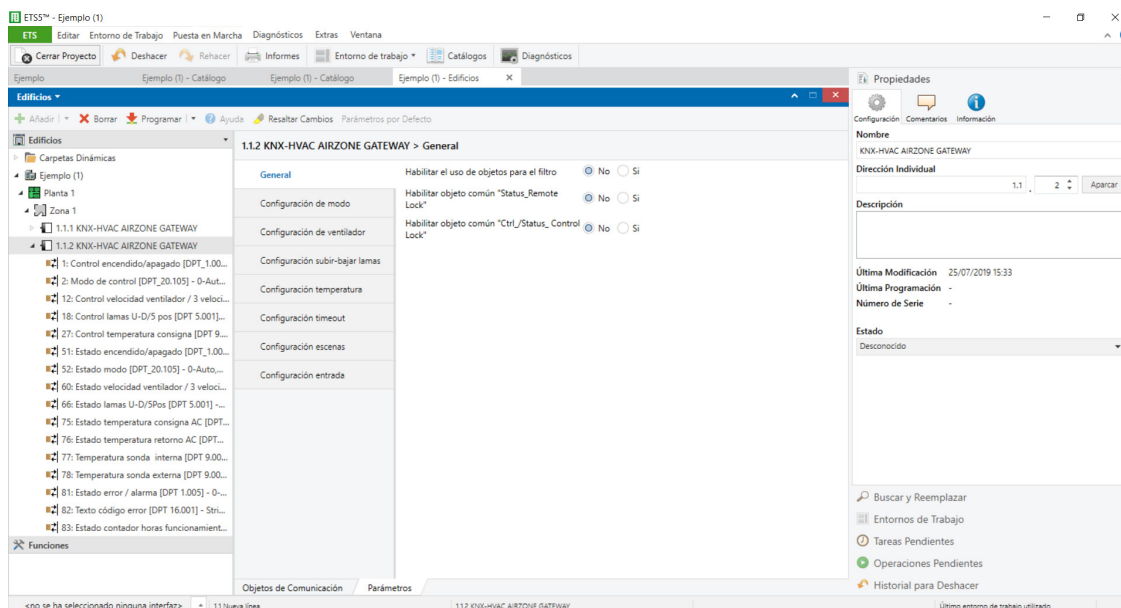 ETS5™ - Ejemplo (1)
ETS Editar Entorno de Trabajo Puesta en Marcha Diagnósticos Extras Ventana
Cerrar Proyecto Deshacer Rehacer Informes Entorno de trabajo Catálogos Diagnósticos
Ejemplo Ejemplo (1) - Catálogo Ejemplo (1) - Catálogo Ejemplo (1) - Edificios
Edificios
Añadir Borrar Programar Ayuda Resaltar Cambios Parámetros por Defecto
Edificios
Carpetas Dinámicas
Ejemplo (1)
Planta 1
Zona 1
1.1.1 KNX-HVAC AIRZONE GATEWAY
1.1.2 KNX-HVAC AIRZONE GATEWAY
1: Control encendido/apagado [DPT_1.00...
2: Modo de control [DPT_20.105] - 0-Aut...
12: Control velocidad ventilador / 3 veloci...
18: Control lamas U-D/5 pos [DPT 5.001]...
27: Control temperatura consigna [DPT 9....
51: Estado encendido/apagado [DPT_1.00...
52: Estado modo [DPT_20.105] - 0-Auto,...
60: Estado velocidad ventilador / 3 veloci...
66: Estado lamas U-D/5Pos [DPT 5.001] -...
75: Estado temperatura consigna AC [DPT...
76: Estado temperatura retorno AC [DPT...
77: Temperatura sonda interna [DPT 9.00...
78: Temperatura sonda externa [DPT 9.00...
81: Estado error / alarma [DPT 1.005] - 0-...
82: Texto código error [DPT 16.001] - Stri...
83: Estado contador horas funcionamient...
Funciones
1.1.2 KNX-HVAC AIRZONE GATEWAY > General
General
Configuración de modo
Configuración de ventilador
Configuración subir-bajar lamas
Configuración temperatura
Configuración timeout
Configuración escenas
Configuración entrada
Habilitar el uso de objetos para el filtro No Si
Habilitar objeto común "Status_Remote
Lock" No Si
Habilitar objeto común "Ctrl_/Status_ Control
Lock" No Si
Objetos de Comunicación Parámetros
Propiedades
Configuración Comentarios Información
Nombre
KNX-HVAC AIRZONE GATEWAY
Dirección Individual
1.1 . 2 Aparcar
Descripción
Última Modificación 25/07/2019 15:33
Última Programación -
Número de Serie -
Estado
Desconocido
Buscar y Reemplazar
Entornos de Trabajo
Tareas Pendientes
Operaciones Pendientes
Historial para Deshacer
<no se ha seleccionado ninguna interfaz> 1.1 Nueva línea 1.1.2 KNX-HVAC AIRZONE GATEWAY Último entorno de trabajo utilizado